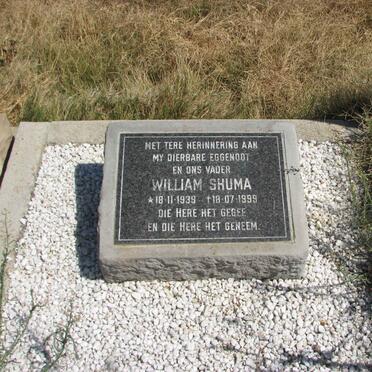 MET TERE HERINNERING AAN
MY DIERBARE EGGENOOT
EN ONS VADER
WILLIAM SHUMA
*18-11-1939 †18-07-1999
DIE HERE HET GEGEE
EN DIE HERE HET GENEEM.